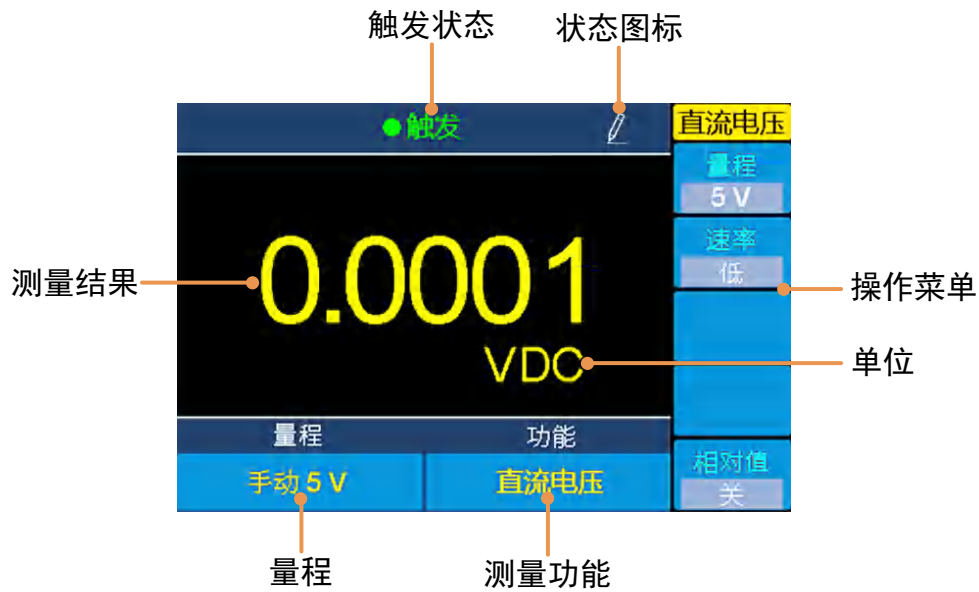 触发状态
状态图标
触发
直流电压
量程
5 V
速率
低
测量结果
0.0001
操作菜单
VDC
单位
量程
功能
手动 5 V
直流电压
相对值
关
量程
测量功能